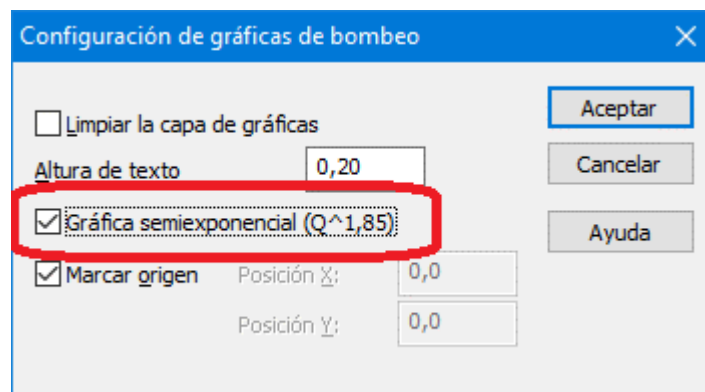 Configuración de gráficas de bombeo
Limpiar la capa de gráficas
Aceptar
Altura de texto 0,20
Cancelar
Gráfica semiexponencial (Q^1,85)
Ayuda
Marcar origen Posición X: 0,0
Posición Y: 0,0